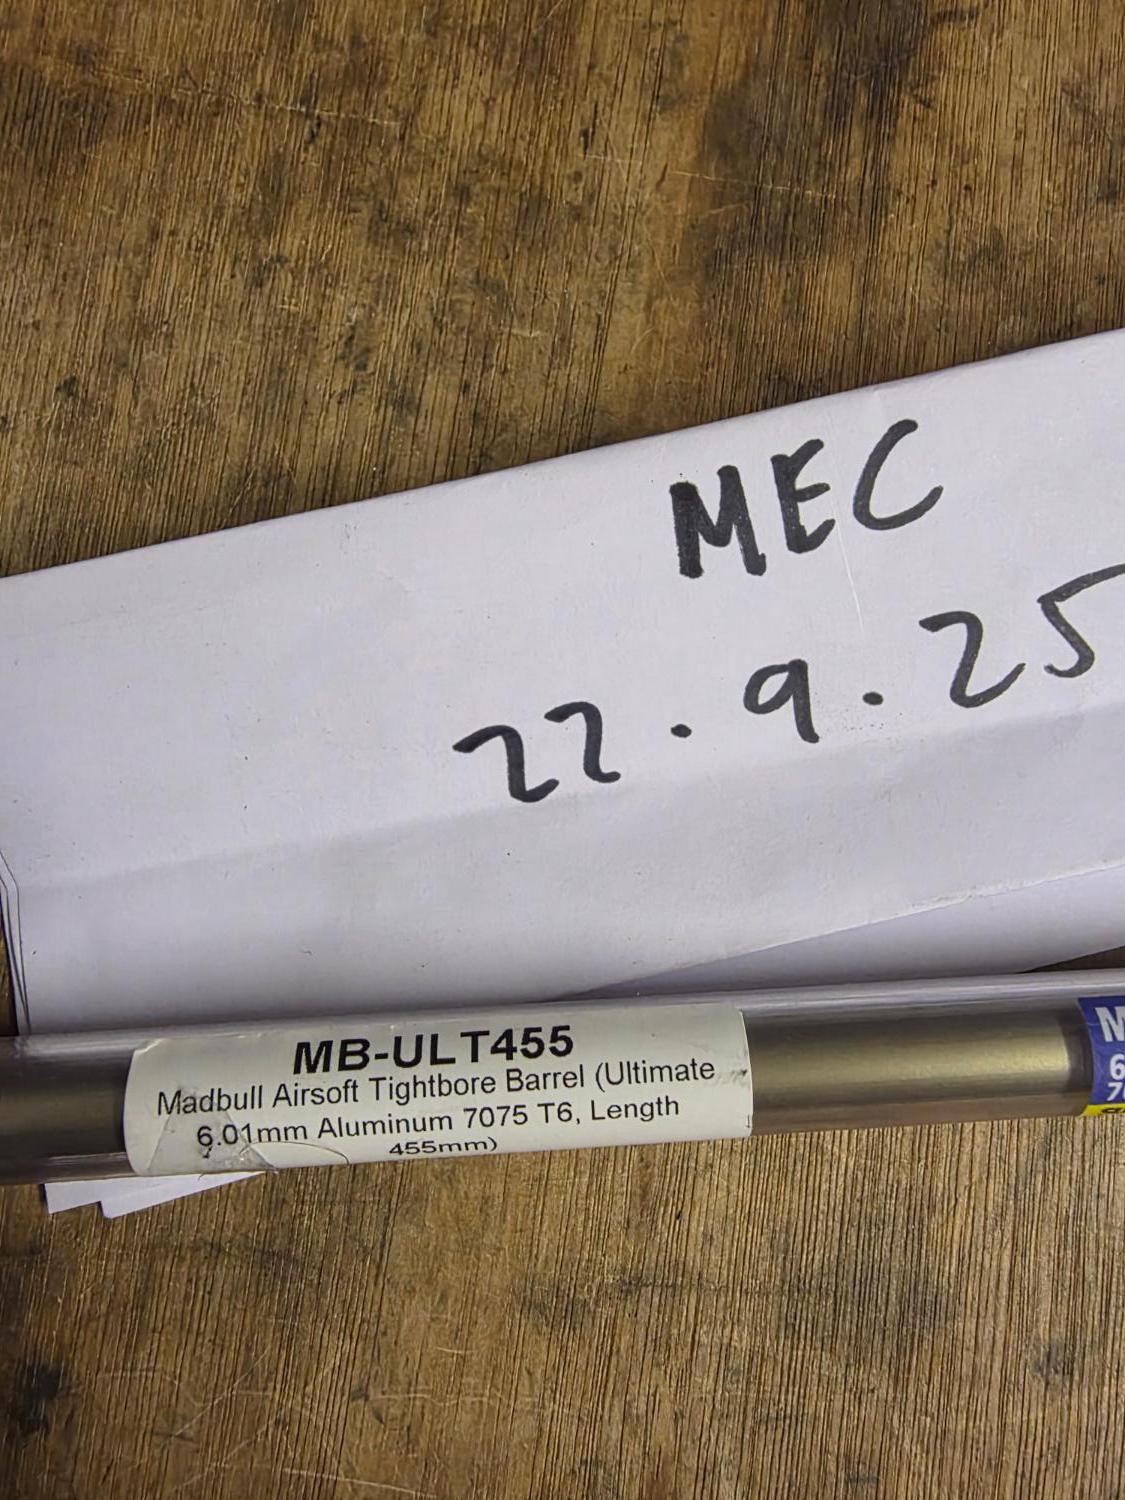 MEC
22.9.25
MB-ULT455
Madbull Airsoft Tightbore Barrel (Ultimate
6.01mm Aluminum 7075 T6, Length
455mm)